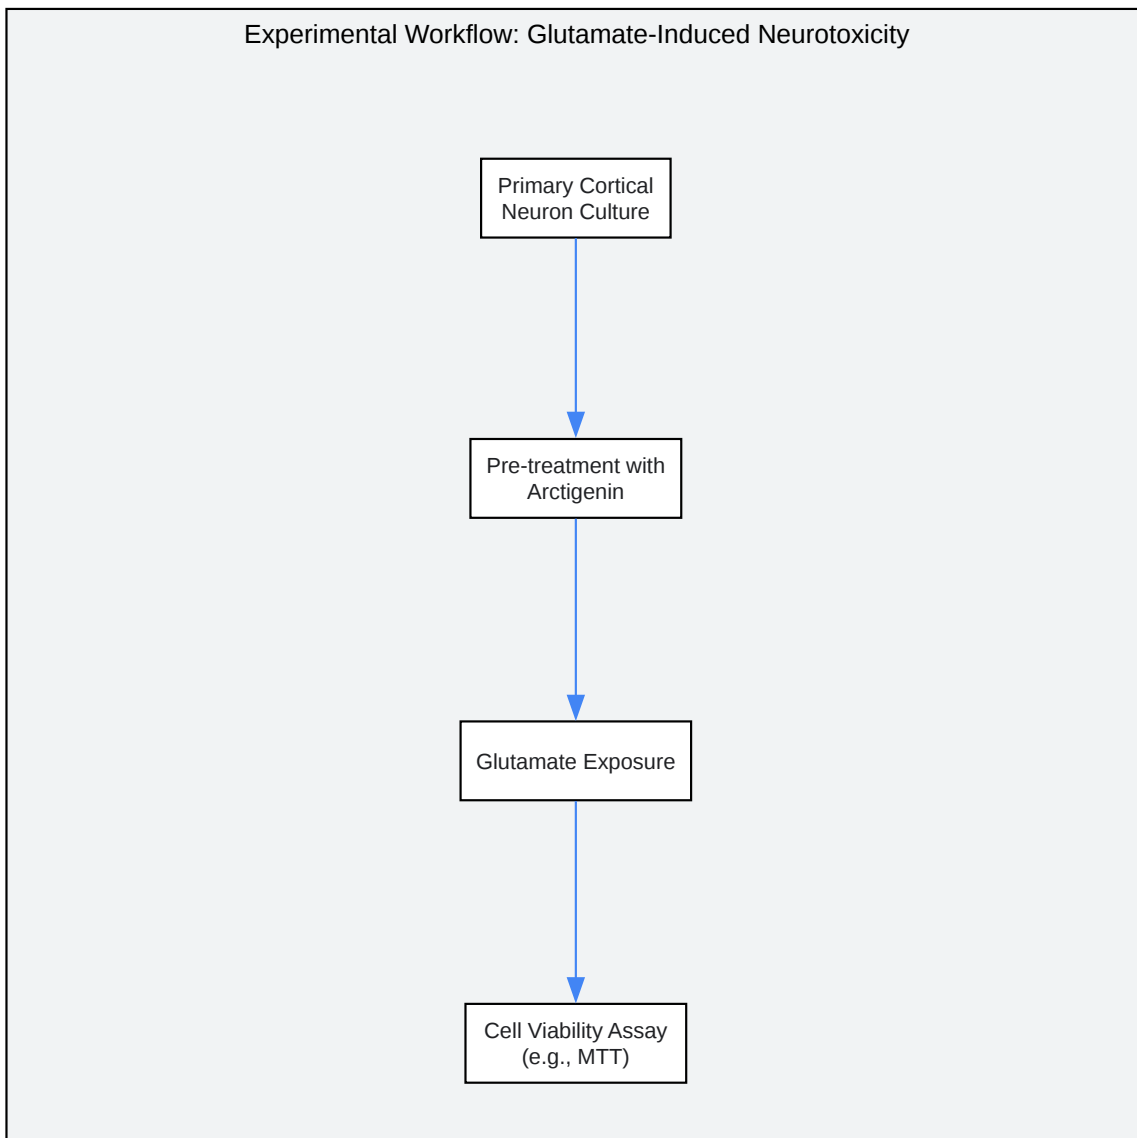 Experimental Workflow: Glutamate-Induced Neurotoxicity
Primary Cortical
Neuron Culture
Pre-treatment with
Arctigenin
Glutamate Exposure
Cell Viability Assay
(e.g., MTT)